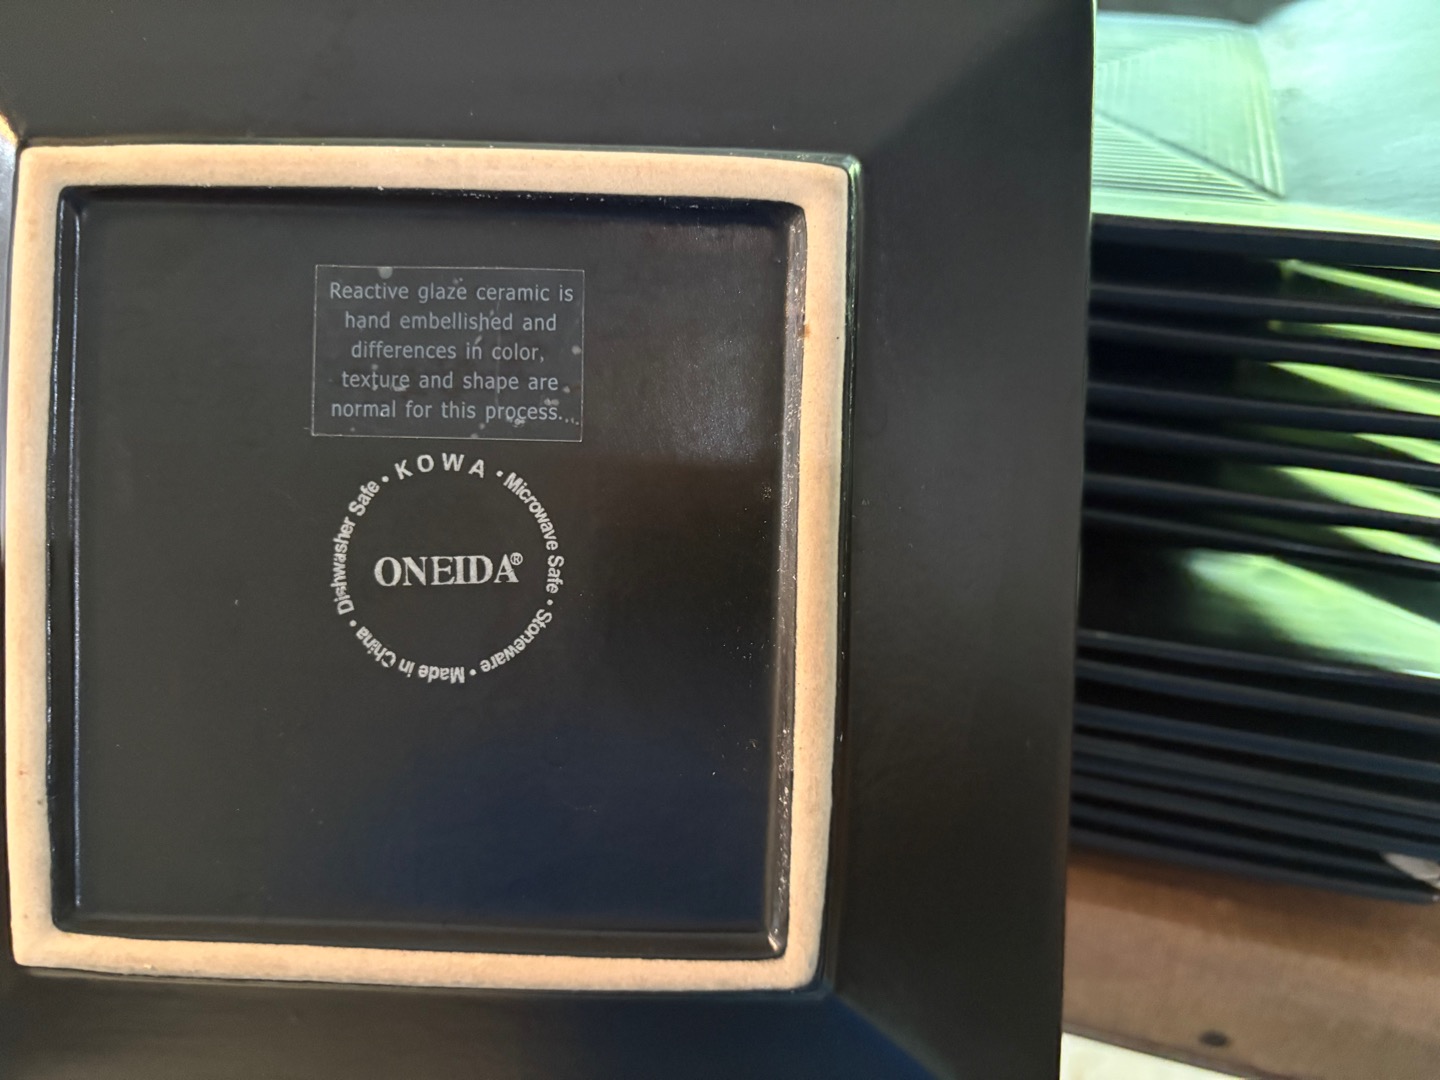 Reactive glaze ceramic is
hand embellished and
differences in color,
texture and shape are
normal for this process...
• KOWA • Microwave Safe • Stoneware • Made in China • Dishwasher Safe
ONEIDA®